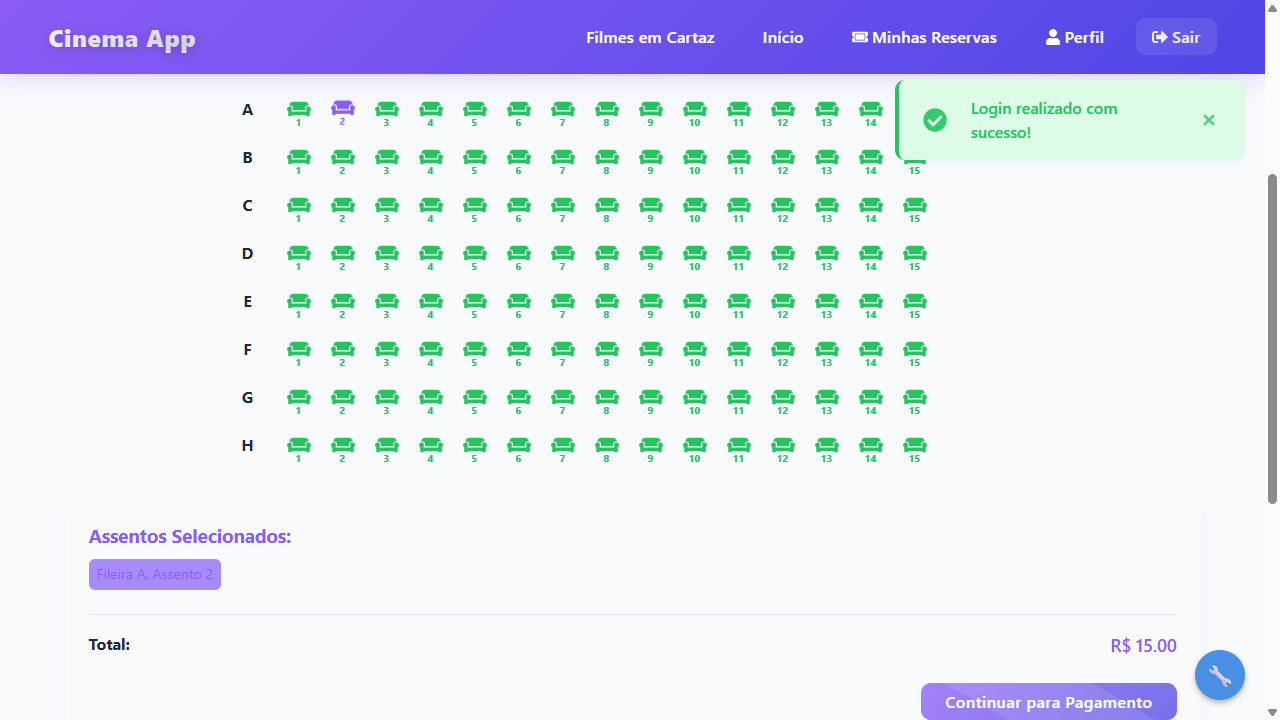 Cinema App
Filmes em Cartaz
Início
Minhas Reservas
Perfil
Sair
Login realizado com
sucesso!
A 1 2 3 4 5 6 7 8 9 10 11 12 13 14
B 1 2 3 4 5 6 7 8 9 10 11 12 13 14 15
C 1 2 3 4 5 6 7 8 9 10 11 12 13 14 15
D 1 2 3 4 5 6 7 8 9 10 11 12 13 14 15
E 1 2 3 4 5 6 7 8 9 10 11 12 13 14 15
F 1 2 3 4 5 6 7 8 9 10 11 12 13 14 15
G 1 2 3 4 5 6 7 8 9 10 11 12 13 14 15
H 1 2 3 4 5 6 7 8 9 10 11 12 13 14 15
Assentos Selecionados:
Fileira A, Assento 2
Total: R$ 15.00
Continuar para Pagamento